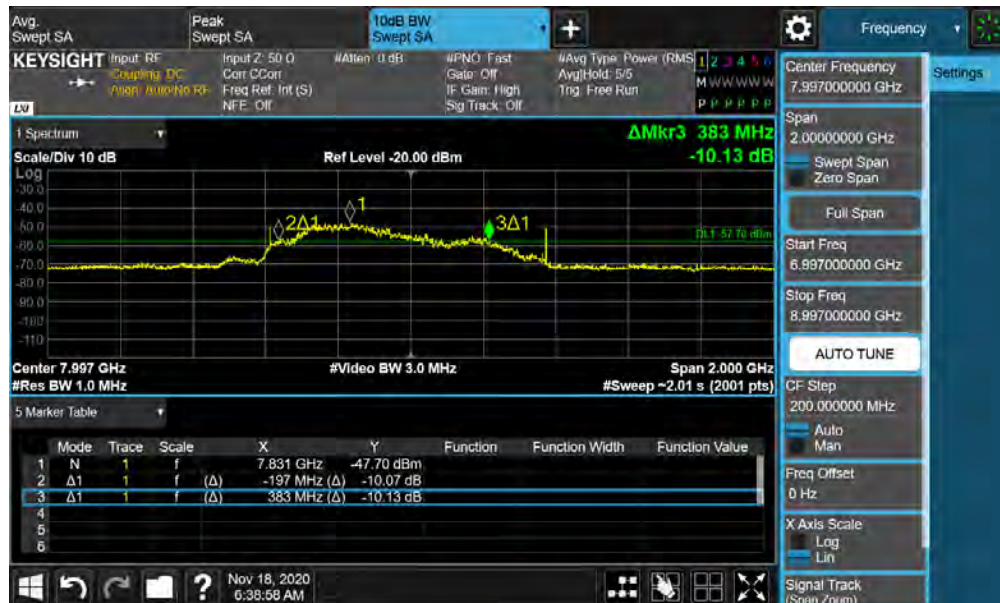 Avg.
Swept SA
Peak
Swept SA
10dB BW
Swept SA
+
Frequency
KEYSIGHT
LXI
Input: RF
Coupling: DC
Align: Auto/No RF
Input Z: 50 Ω
Corr CCorr
Freq Ref: Int (S)
NFE: Off
#Atten: 0 dB
#PNO: Fast
Gate: Off
IF Gain: High
Sig Track: Off
#Avg Type: Power (RMS
Avg|Hold: 5/5
Trig: Free Run
1 2 3 4 5 6
M W W W W W
P P P P P P
Settings
1 Spectrum
Scale/Div 10 dB
Ref Level -20.00 dBm
ΔMkr3 383 MHz
-10.13 dB
Log
-30.0
-40.0
-50.0
-60.0
-70.0
-80.0
-90.0
-100
-110
2Δ1
1
3Δ1
DL1 -57.70 dBm
Center 7.997 GHz
#Video BW 3.0 MHz
Span 2.000 GHz
#Res BW 1.0 MHz
#Sweep ~2.01 s (2001 pts)
5 Marker Table
Mode Trace Scale X Y Function Function Width Function Value
1 N 1 f 7.831 GHz -47.70 dBm
2 Δ1 1 f (Δ) -197 MHz (Δ) -10.07 dB
3 Δ1 1 f (Δ) 383 MHz (Δ) -10.13 dB
4
5
6
Center Frequency
7.997000000 GHz
Span
2.00000000 GHz
Swept Span
Zero Span
Full Span
Start Freq
6.997000000 GHz
Stop Freq
8.997000000 GHz
AUTO TUNE
CF Step
200.000000 MHz
Auto
Man
Freq Offset
0 Hz
X Axis Scale
Log
Lin
Signal Track
(Span Zoom)
?
Nov 18, 2020
6:38:58 AM